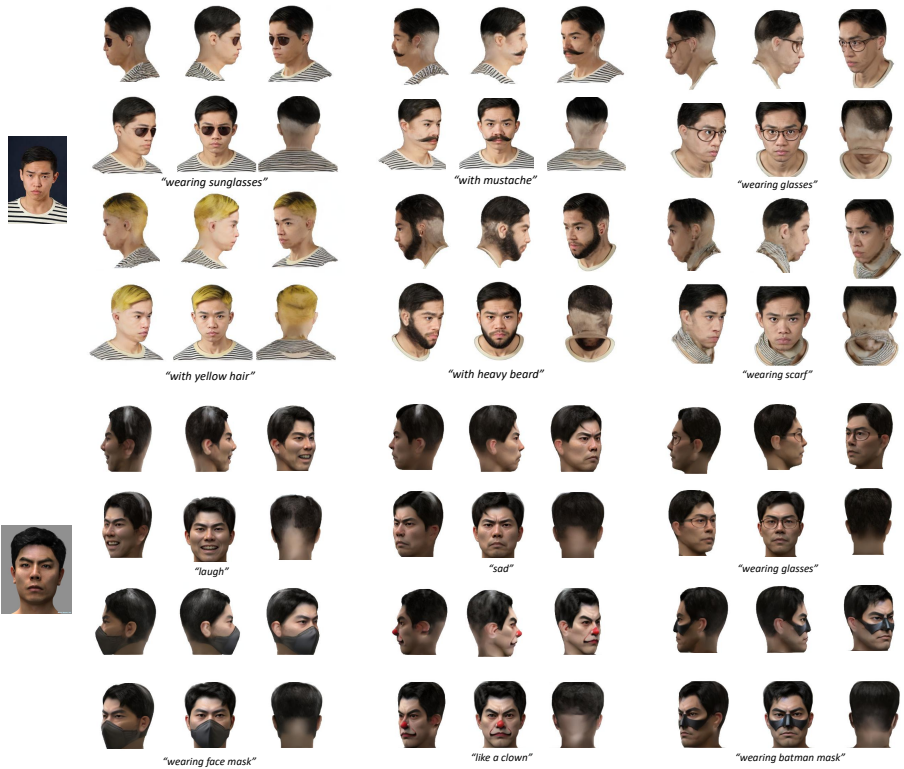 “wearing sunglasses”
“with mustache”
“wearing glasses”
“with yellow hair”
“with heavy beard”
“wearing scarf”
“laugh”
“sad”
“wearing glasses”
“wearing face mask”
“like a clown”
“wearing batman mask”